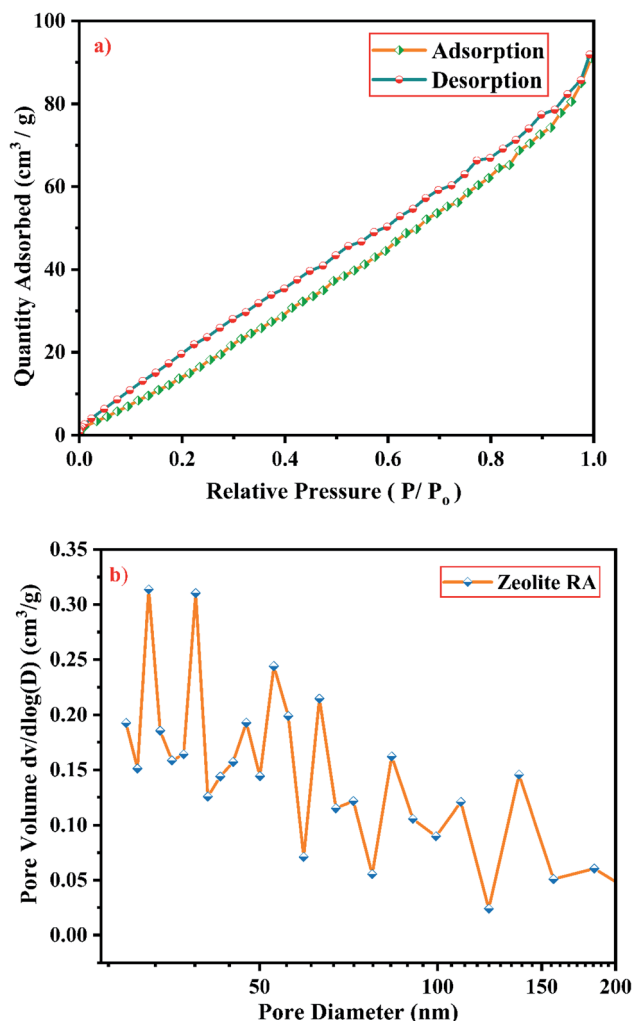 a)
Adsorption
Desorption
100
80
60
40
20
0
Quantity Adsorbed (cm³ / g)
0.0 0.2 0.4 0.6 0.8 1.0
Relative Pressure ( P/ Pₒ )
b)
Zeolite RA
0.35
0.30
0.25
0.20
0.15
0.10
0.05
0.00
Pore Volume dv/dlog(D) (cm³/g)
50 100 150 200
Pore Diameter (nm)